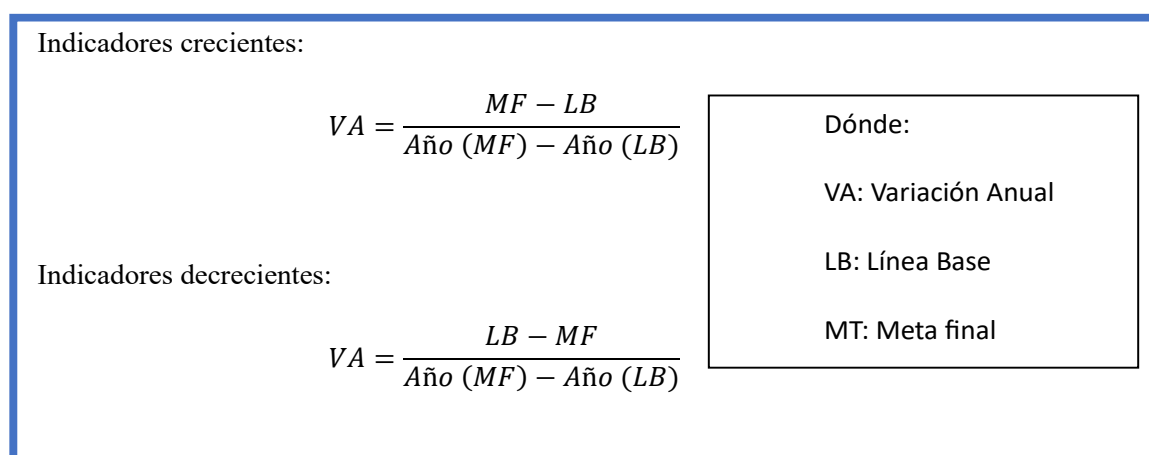 Indicadores crecientes:
VA = MF − LB / Año (MF) − Año (LB)
Dónde:
VA: Variación Anual
LB: Línea Base
MT: Meta final
Indicadores decrecientes:
VA = LB − MF / Año (MF) − Año (LB)